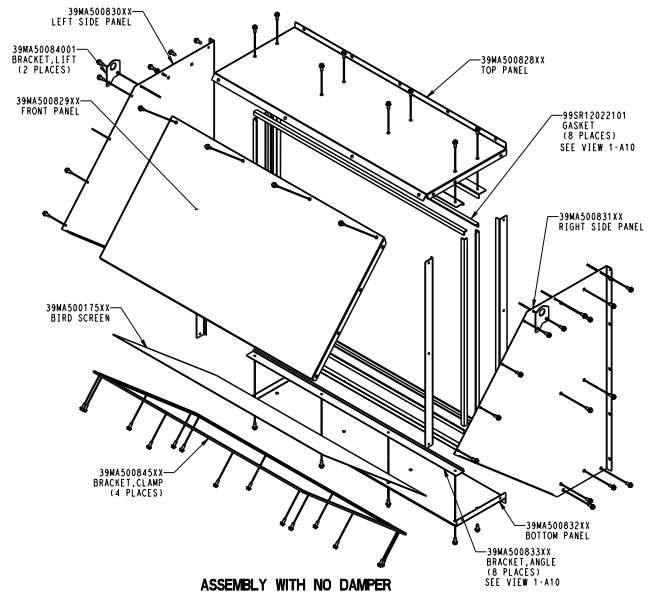 39MA500830XX
LEFT SIDE PANEL
39MA50084001
BRACKET,LIFT
(2 PLACES)
39MA500829XX
FRONT PANEL
39MA500828XX
TOP PANEL
99SR12022101
GASKET
(8 PLACES)
SEE VIEW 1-A10
39MA500831XX
RIGHT SIDE PANEL
39MA500175XX
BIRD SCREEN
39MA500845XX
BRACKET,CLAMP
(4 PLACES)
39MA500832XX
BOTTOM PANEL
39MA500833XX
BRACKET,ANGLE
(8 PLACES)
SEE VIEW 1-A10
ASSEMBLY WITH NO DAMPER